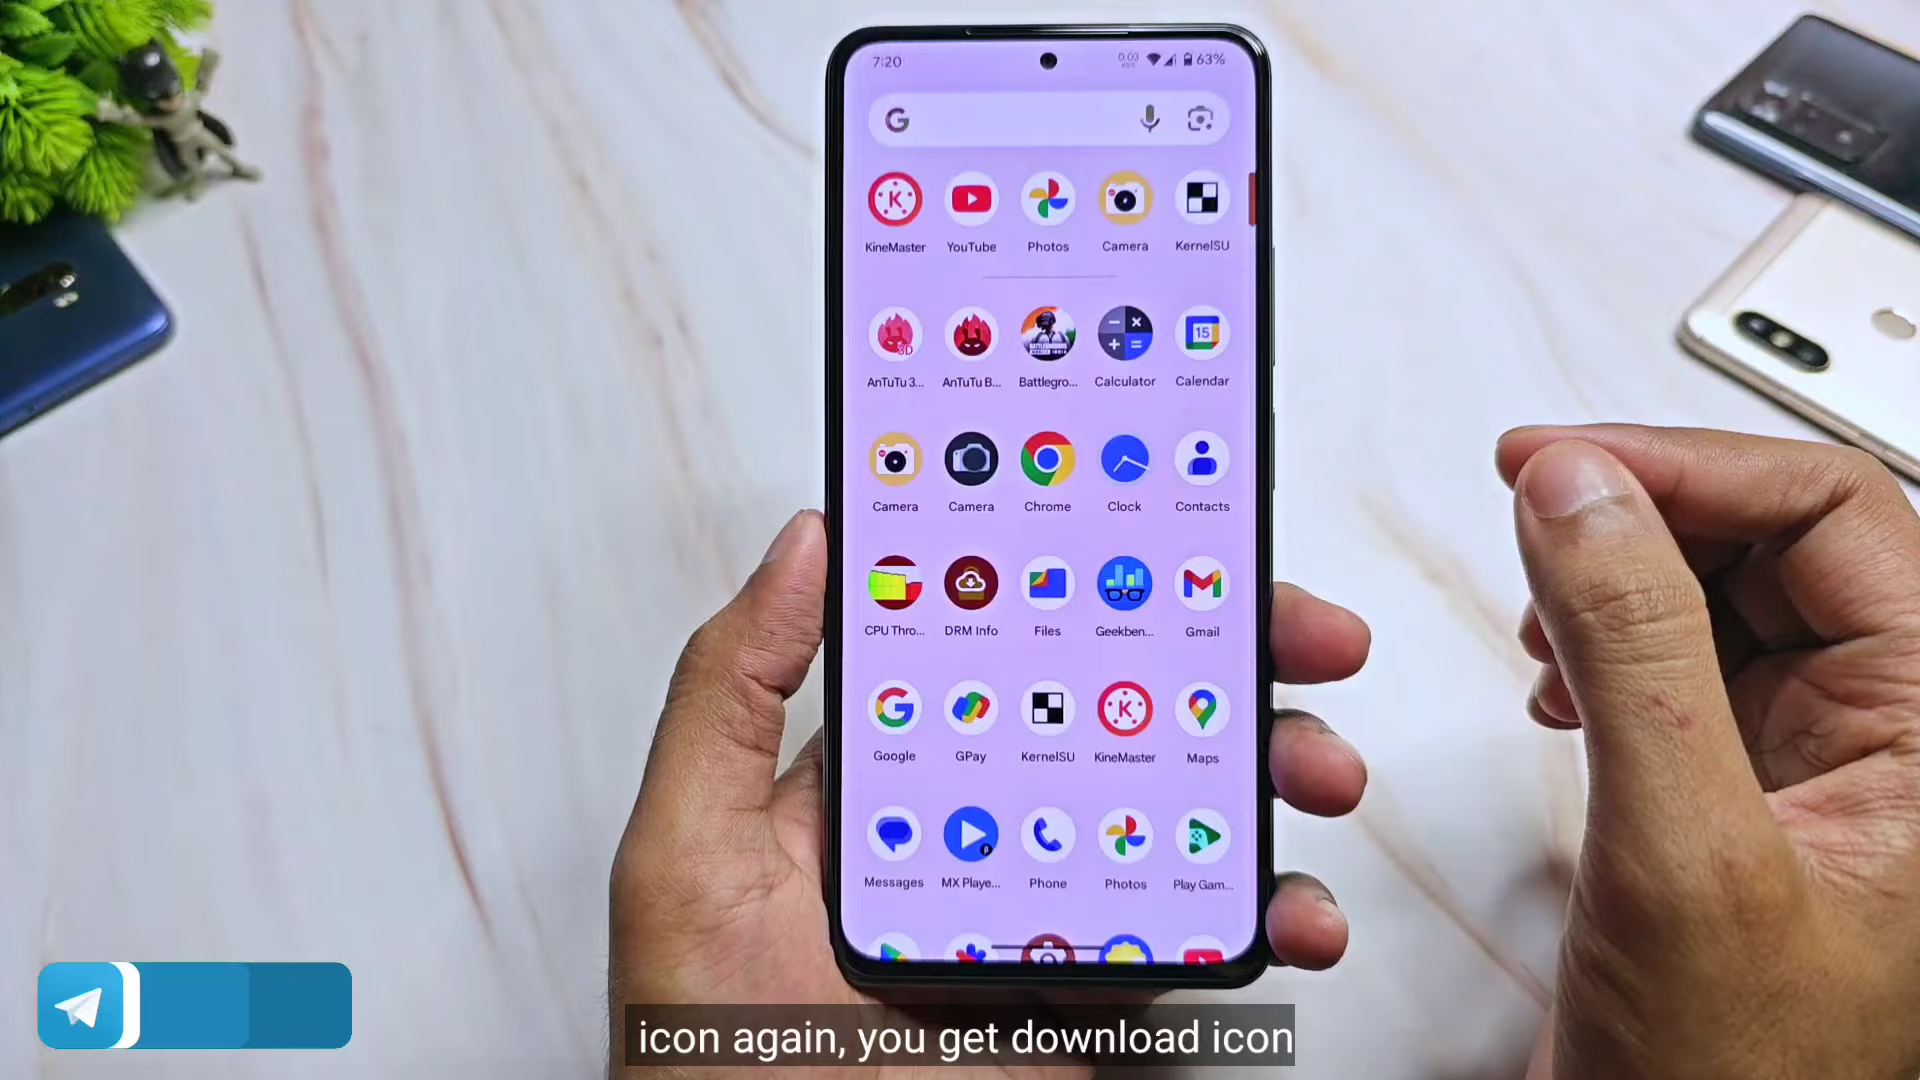 7:20
0.03
63%
KineMaster
YouTube
Photos
Camera
KernelSU
AnTuTu 3...
AnTuTu B...
Battlegro...
Calculator
Calendar
Camera
Camera
Chrome
Clock
Contacts
CPU Thro...
DRM Info
Files
Geekben...
Gmail
Google
GPay
KernelSU
KineMaster
Maps
Messages
MX Playe...
Phone
Photos
Play Gam...
icon again, you get download icon